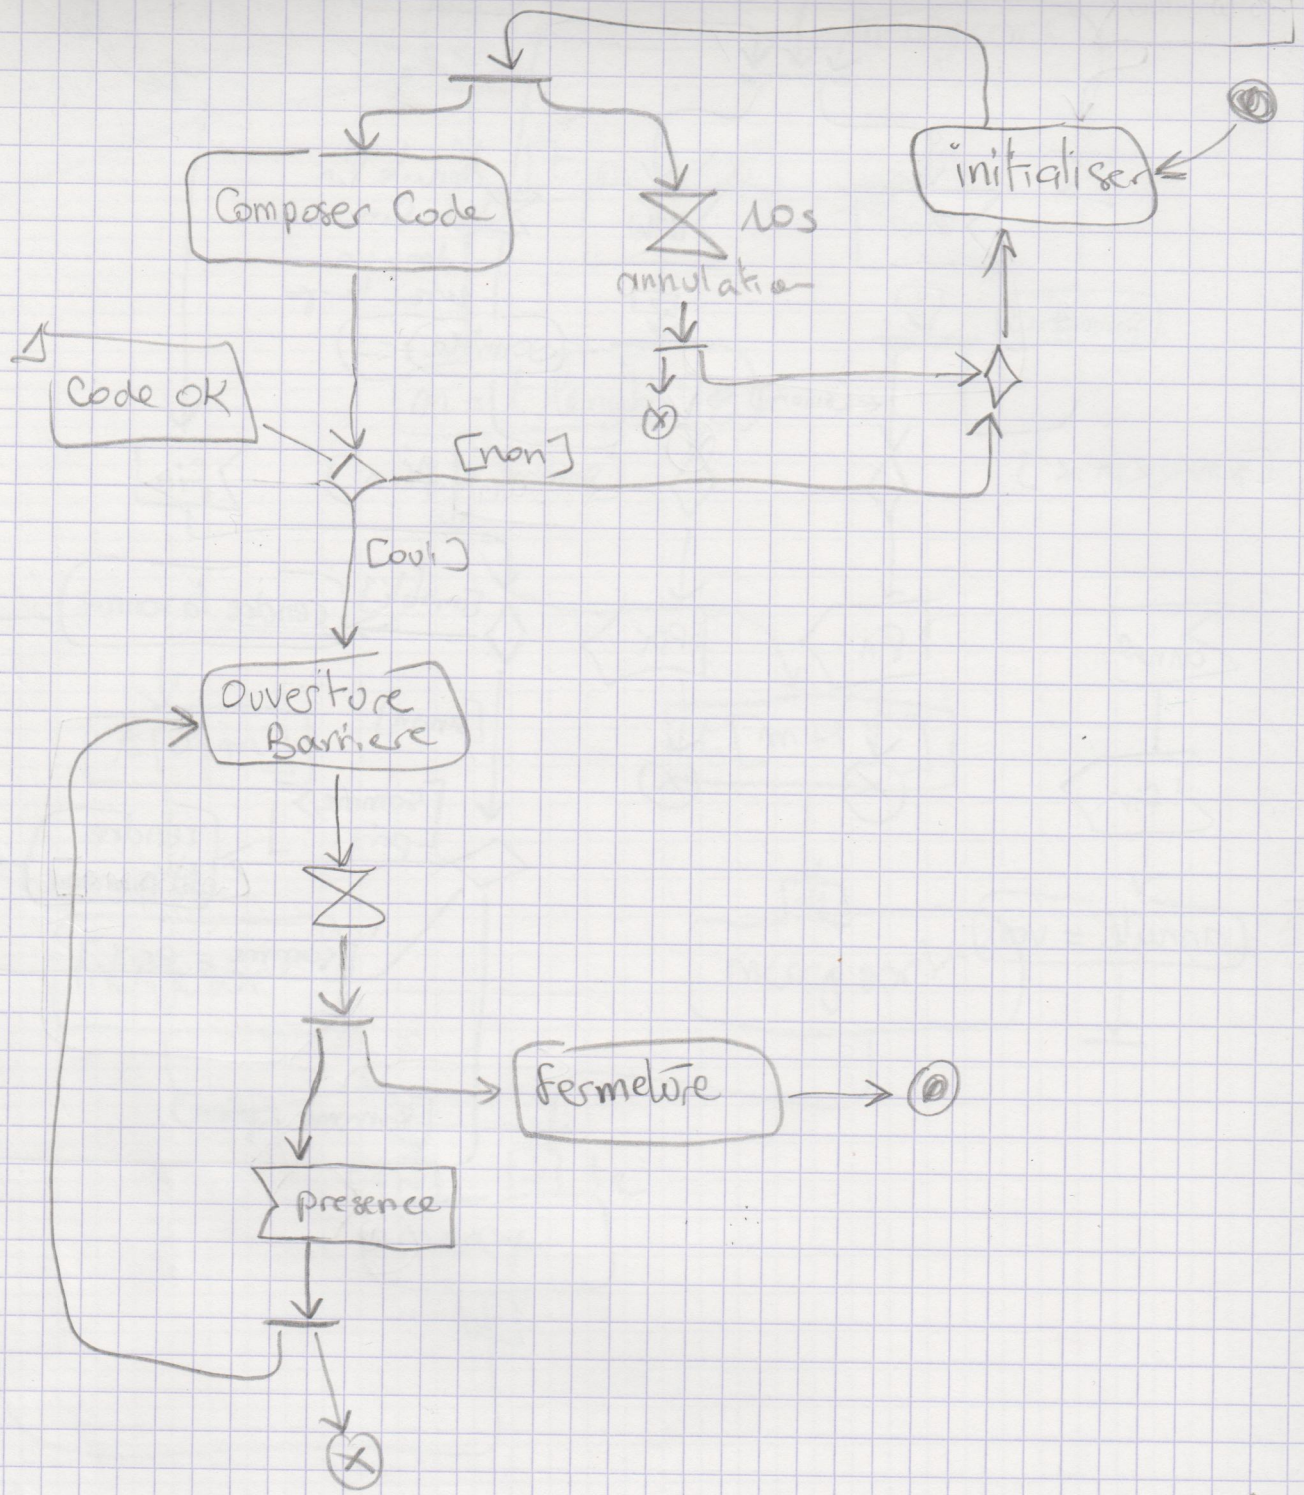 initialiser
Composer Code
10s
annulation
Code OK
[non]
[oui]
Ouverture
Barriere
fermeture
presence